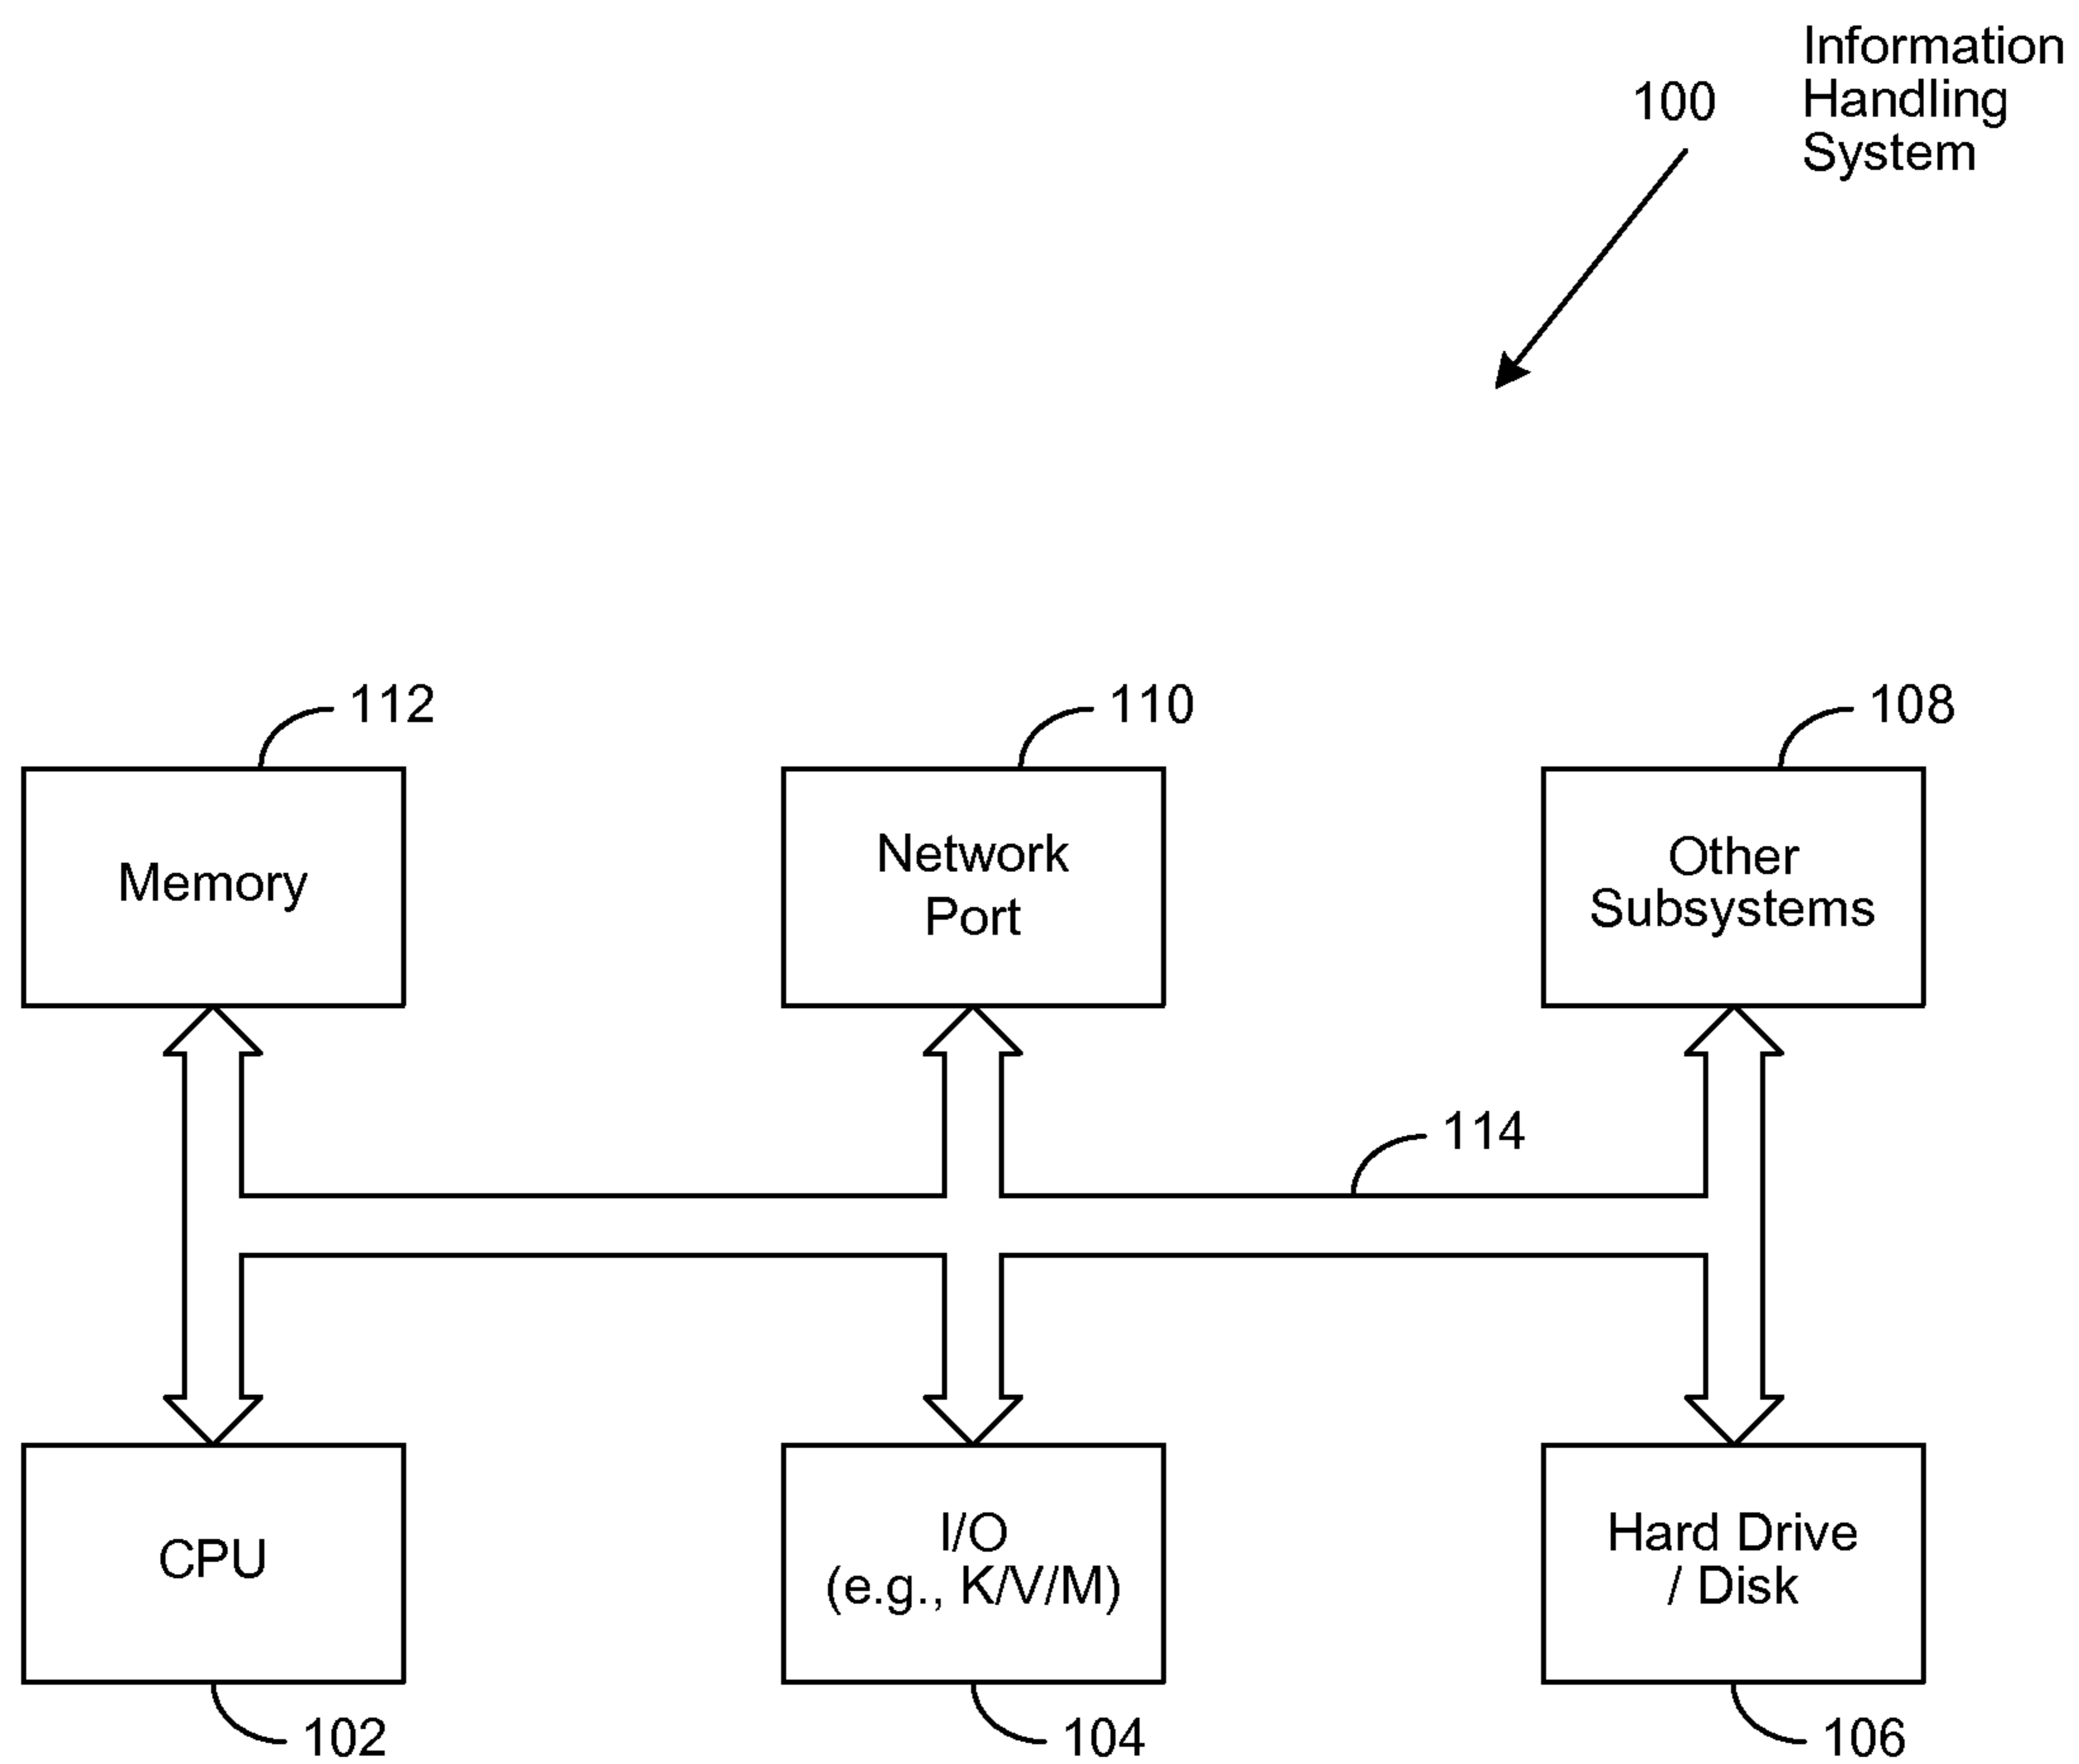 Information
Handling
System
100
112
110
108
Memory
Network
Port
Other
Subsystems
114
CPU
I/O
(e.g., K/V/M)
Hard Drive
/ Disk
102
104
106